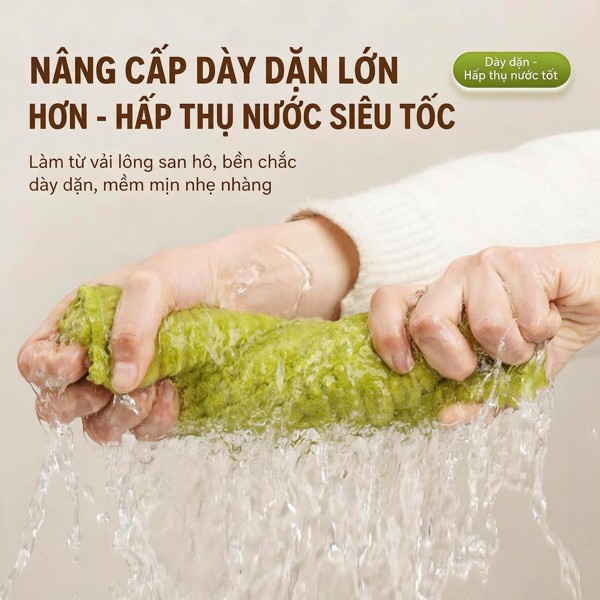 NÂNG CẤP DÀY DẶN LỚN
HƠN - HẤP THỤ NƯỚC SIÊU TỐC
Dày dặn -
Hấp thụ nước tốt
Làm từ vải lông san hô, bền chắc
dày dặn, mềm mịn nhẹ nhàng